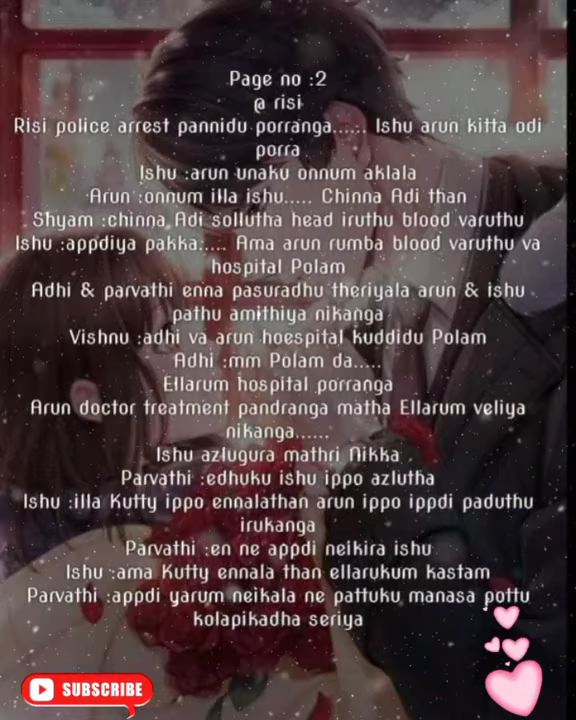 Page no :2
@ risi
Risi police arrest pannidu porranga...... Ishu arun kitta odi
porra
Ishu :arun unaku onnum aklala
Arun :onnum illa ishu..... Chinna Adi than
Shyam :chinna Adi sollutha head iruthu blood varuthu
Ishu :appdiya pakka..... Ama arun rumba blood varuthu va
hospital Polam
Adhi & parvathi enna pasuradhu theriyala arun & ishu
pathu amithiya nikanga
Vishnu :adhi va arun hoespital kuddidu Polam
Adhi :mm Polam da.....
Ellarum hospital porranga
Arun doctor treatment pandranga matha Ellarum veliya
nikanga......
Ishu azlugura mathri Nikka
Parvathi :edhuku ishu ippo azlutha
Ishu :illa Kutty ippo ennalathan arun ippo ippdi paduthu
irukanga
Parvathi :en ne appdi neikira ishu
Ishu :ama Kutty ennala than ellarukum kastam
Parvathi :appdi yarum neikala ne pattuku manasa pottu
kolapikadha seriya
SUBSCRIBE